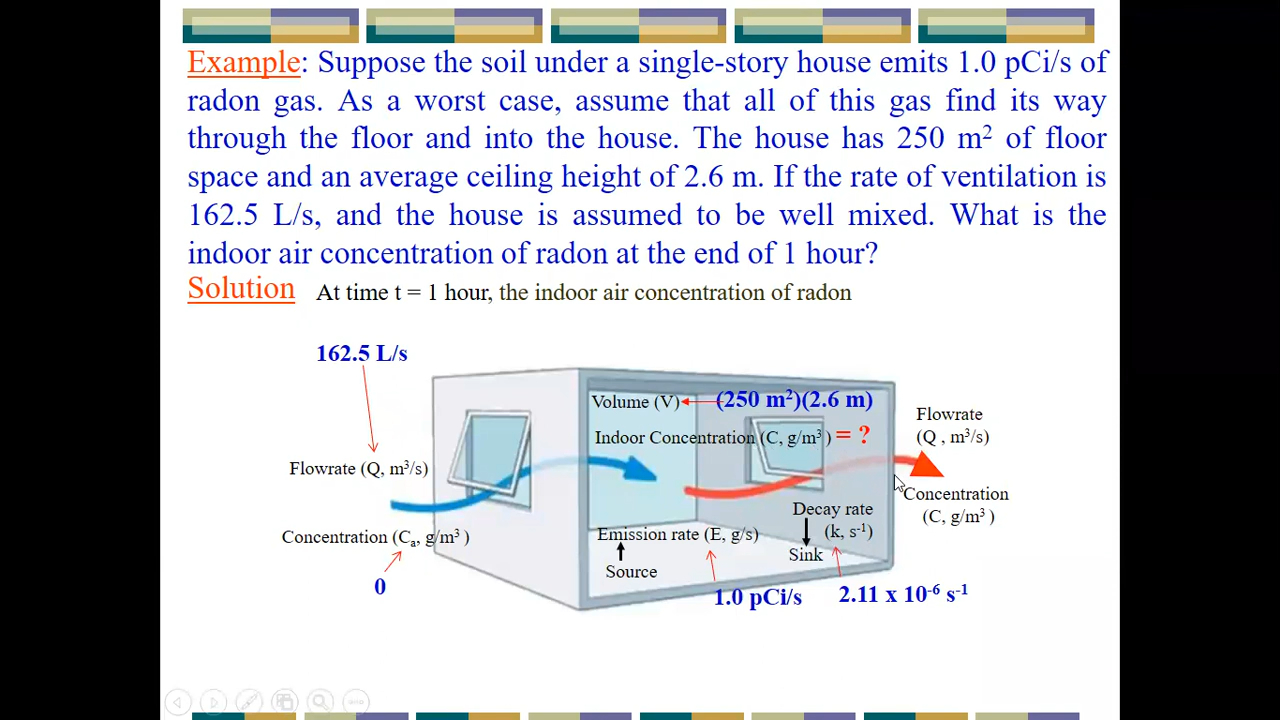 Example: Suppose the soil under a single-story house emits 1.0 pCi/s of
radon gas. As a worst case, assume that all of this gas find its way
through the floor and into the house. The house has 250 m² of floor
space and an average ceiling height of 2.6 m. If the rate of ventilation is
162.5 L/s, and the house is assumed to be well mixed. What is the
indoor air concentration of radon at the end of 1 hour?
Solution At time t = 1 hour, the indoor air concentration of radon
162.5 L/s
Volume (V) (250 m²)(2.6 m)
Indoor Concentration (C, g/m³ ) = ?
Flowrate
(Q , m³/s)
Flowrate (Q, m³/s)
Concentration
(C, g/m³ )
Decay rate
(k, s⁻¹)
Concentration (Cₐ, g/m³ )
Emission rate (E, g/s)
Sink
Source
0
1.0 pCi/s
2.11 x 10⁻⁶ s⁻¹